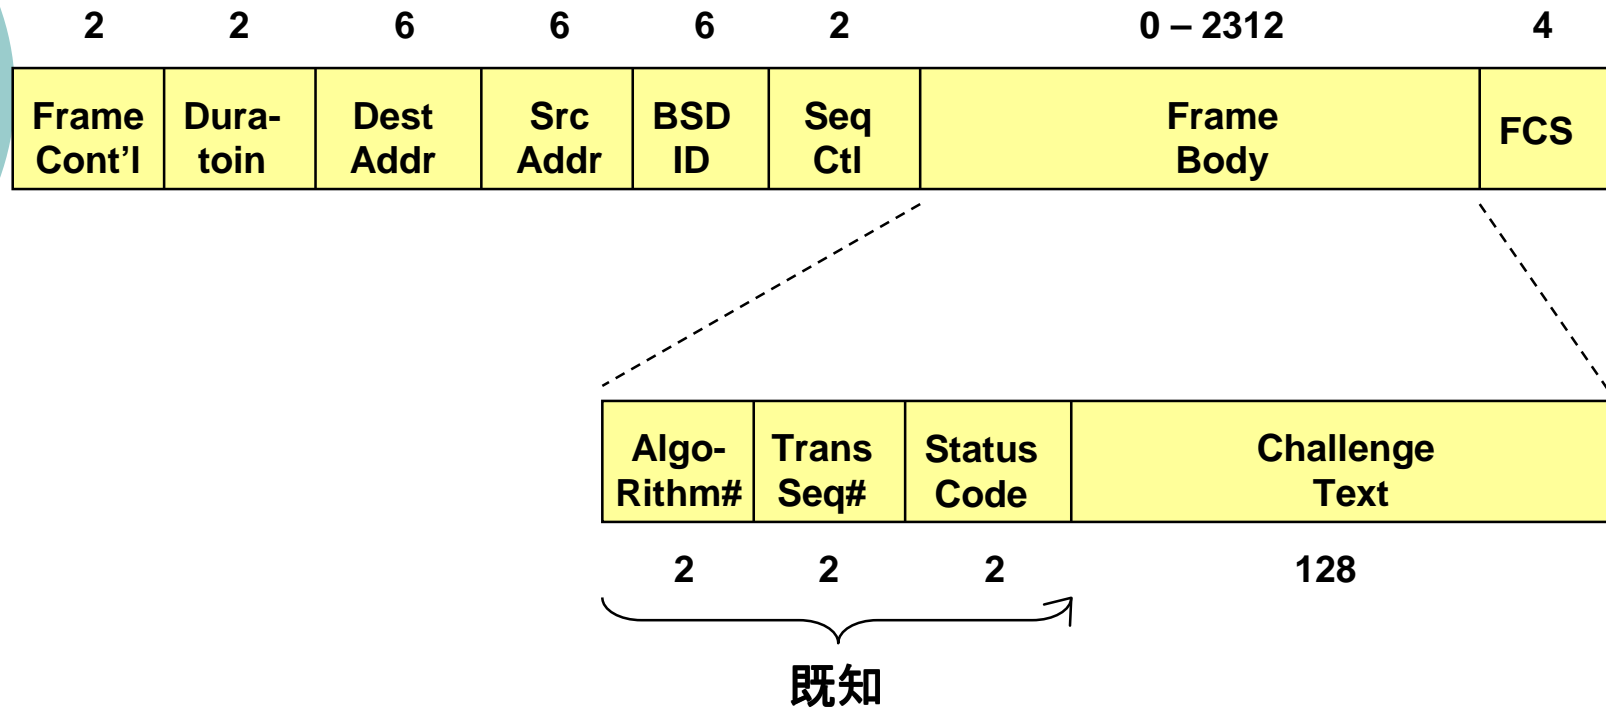 2 2 6 6 6 2 0 – 2312 4
Frame Dura- Dest Src BSD Seq Frame FCS
Cont'l toin Addr Addr ID Ctl Body
Algo- Trans Status Challenge
Rithm# Seq# Code Text
2 2 2 128
既知